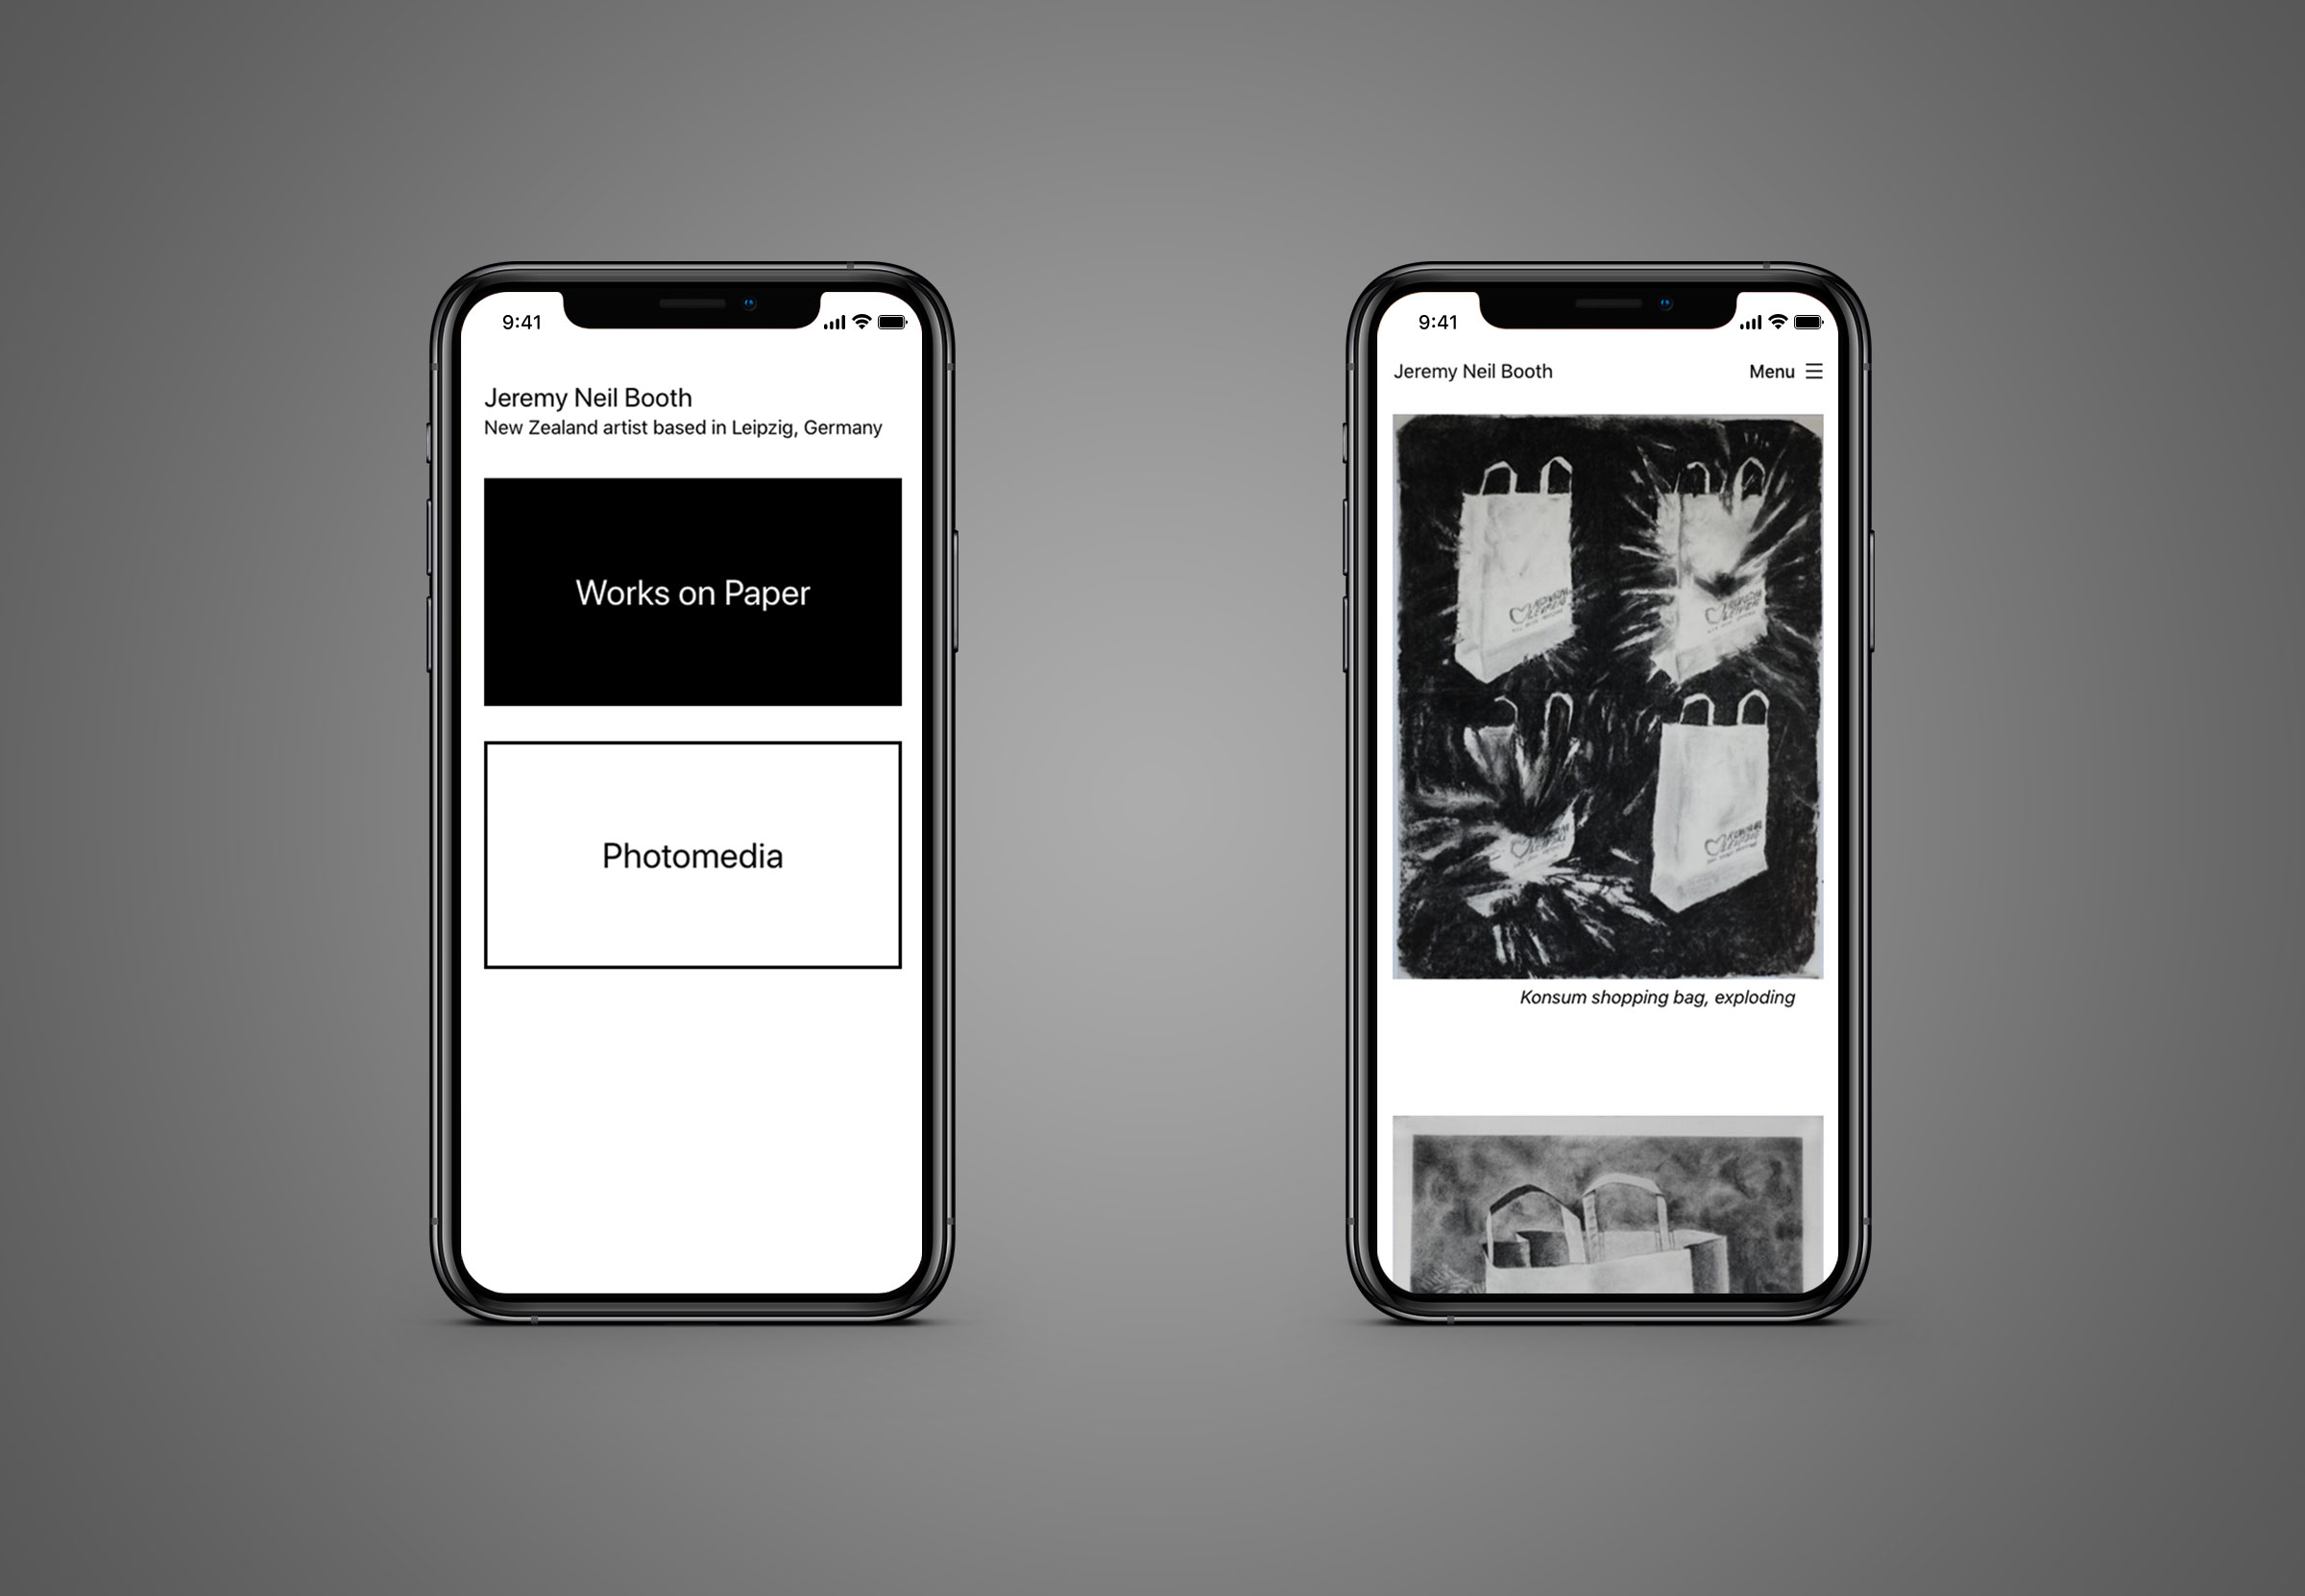 9:41
Jeremy Neil Booth
New Zealand artist based in Leipzig, Germany
Works on Paper
Photomedia
9:41
Jeremy Neil Booth
Menu
Konsum shopping bag, exploding